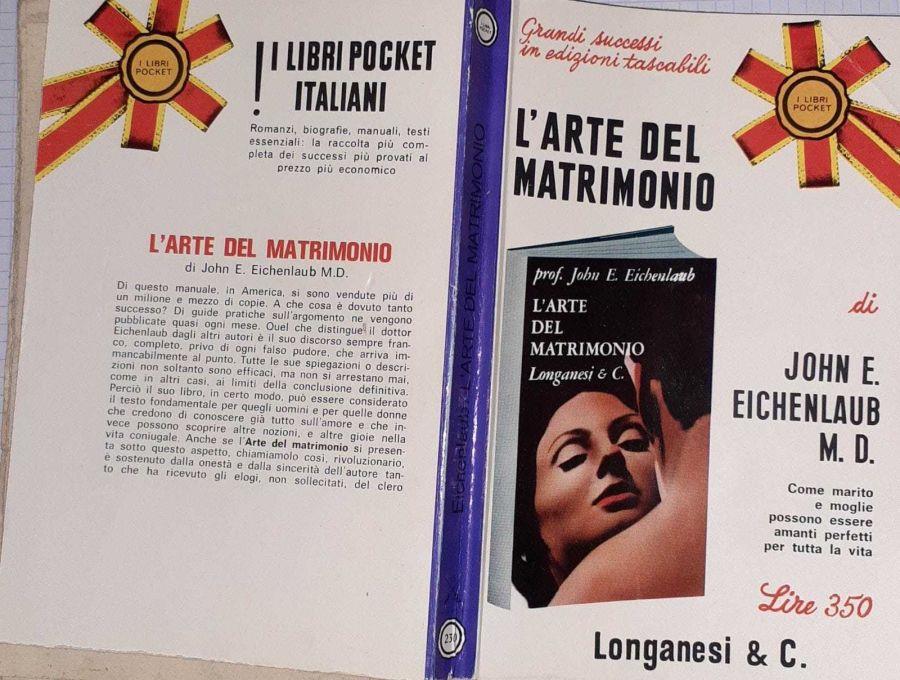 I LIBRI
POCKET
! I LIBRI POCKET
ITALIANI
Romanzi, biografie, manuali, testi
essenziali: la raccolta più com-
pleta dei successi più provati al
prezzo più economico
L'ARTE DEL MATRIMONIO
di John E. Eichenlaub M.D.
Di questo manuale, in America, si sono vendute più di
un milione e mezzo di copie. A che cosa è dovuto tanto
successo? Di guide pratiche sull'argomento ne vengono
pubblicate quasi ogni mese. Quel che distingue il dottor
Eichenlaub dagli altri autori è il suo discorso sempre fran-
co, completo, privo di ogni falso pudore, che arriva im-
mancabilmente al punto. Tutte le sue spiegazioni o descri-
zioni non soltanto sono efficaci, ma non si arrestano mai,
come in altri casi, ai limiti della conclusione definitiva.
Perciò il suo libro, in certo modo, può essere considerato
il testo fondamentale per quegli uomini e per quelle donne
che credono di conoscere già tutto sull'amore e che in-
vece possono scoprire altre nozioni, e altre gioie nella
vita coniugale. Anche se l'Arte del matrimonio si presen-
ta sotto questo aspetto, chiamiamolo così, rivoluzionario,
è sostenuto dalla onestà e dalla sincerità dell'autore tan-
to che ha ricevuto gli elogi, non sollecitati, del clero
Eichenlaub: L'ARTE DEL MATRIMONIO
230
Grandi successi
in edizioni tascabili
I LIBRI
POCKET
L'ARTE DEL
MATRIMONIO
prof. John E. Eichenlaub
L'ARTE
DEL
MATRIMONIO
Longanesi & C.
di
JOHN E.
EICHENLAUB
M. D.
Come marito
e moglie
possono essere
amanti perfetti
per tutta la vita
Lire 350
Longanesi & C.